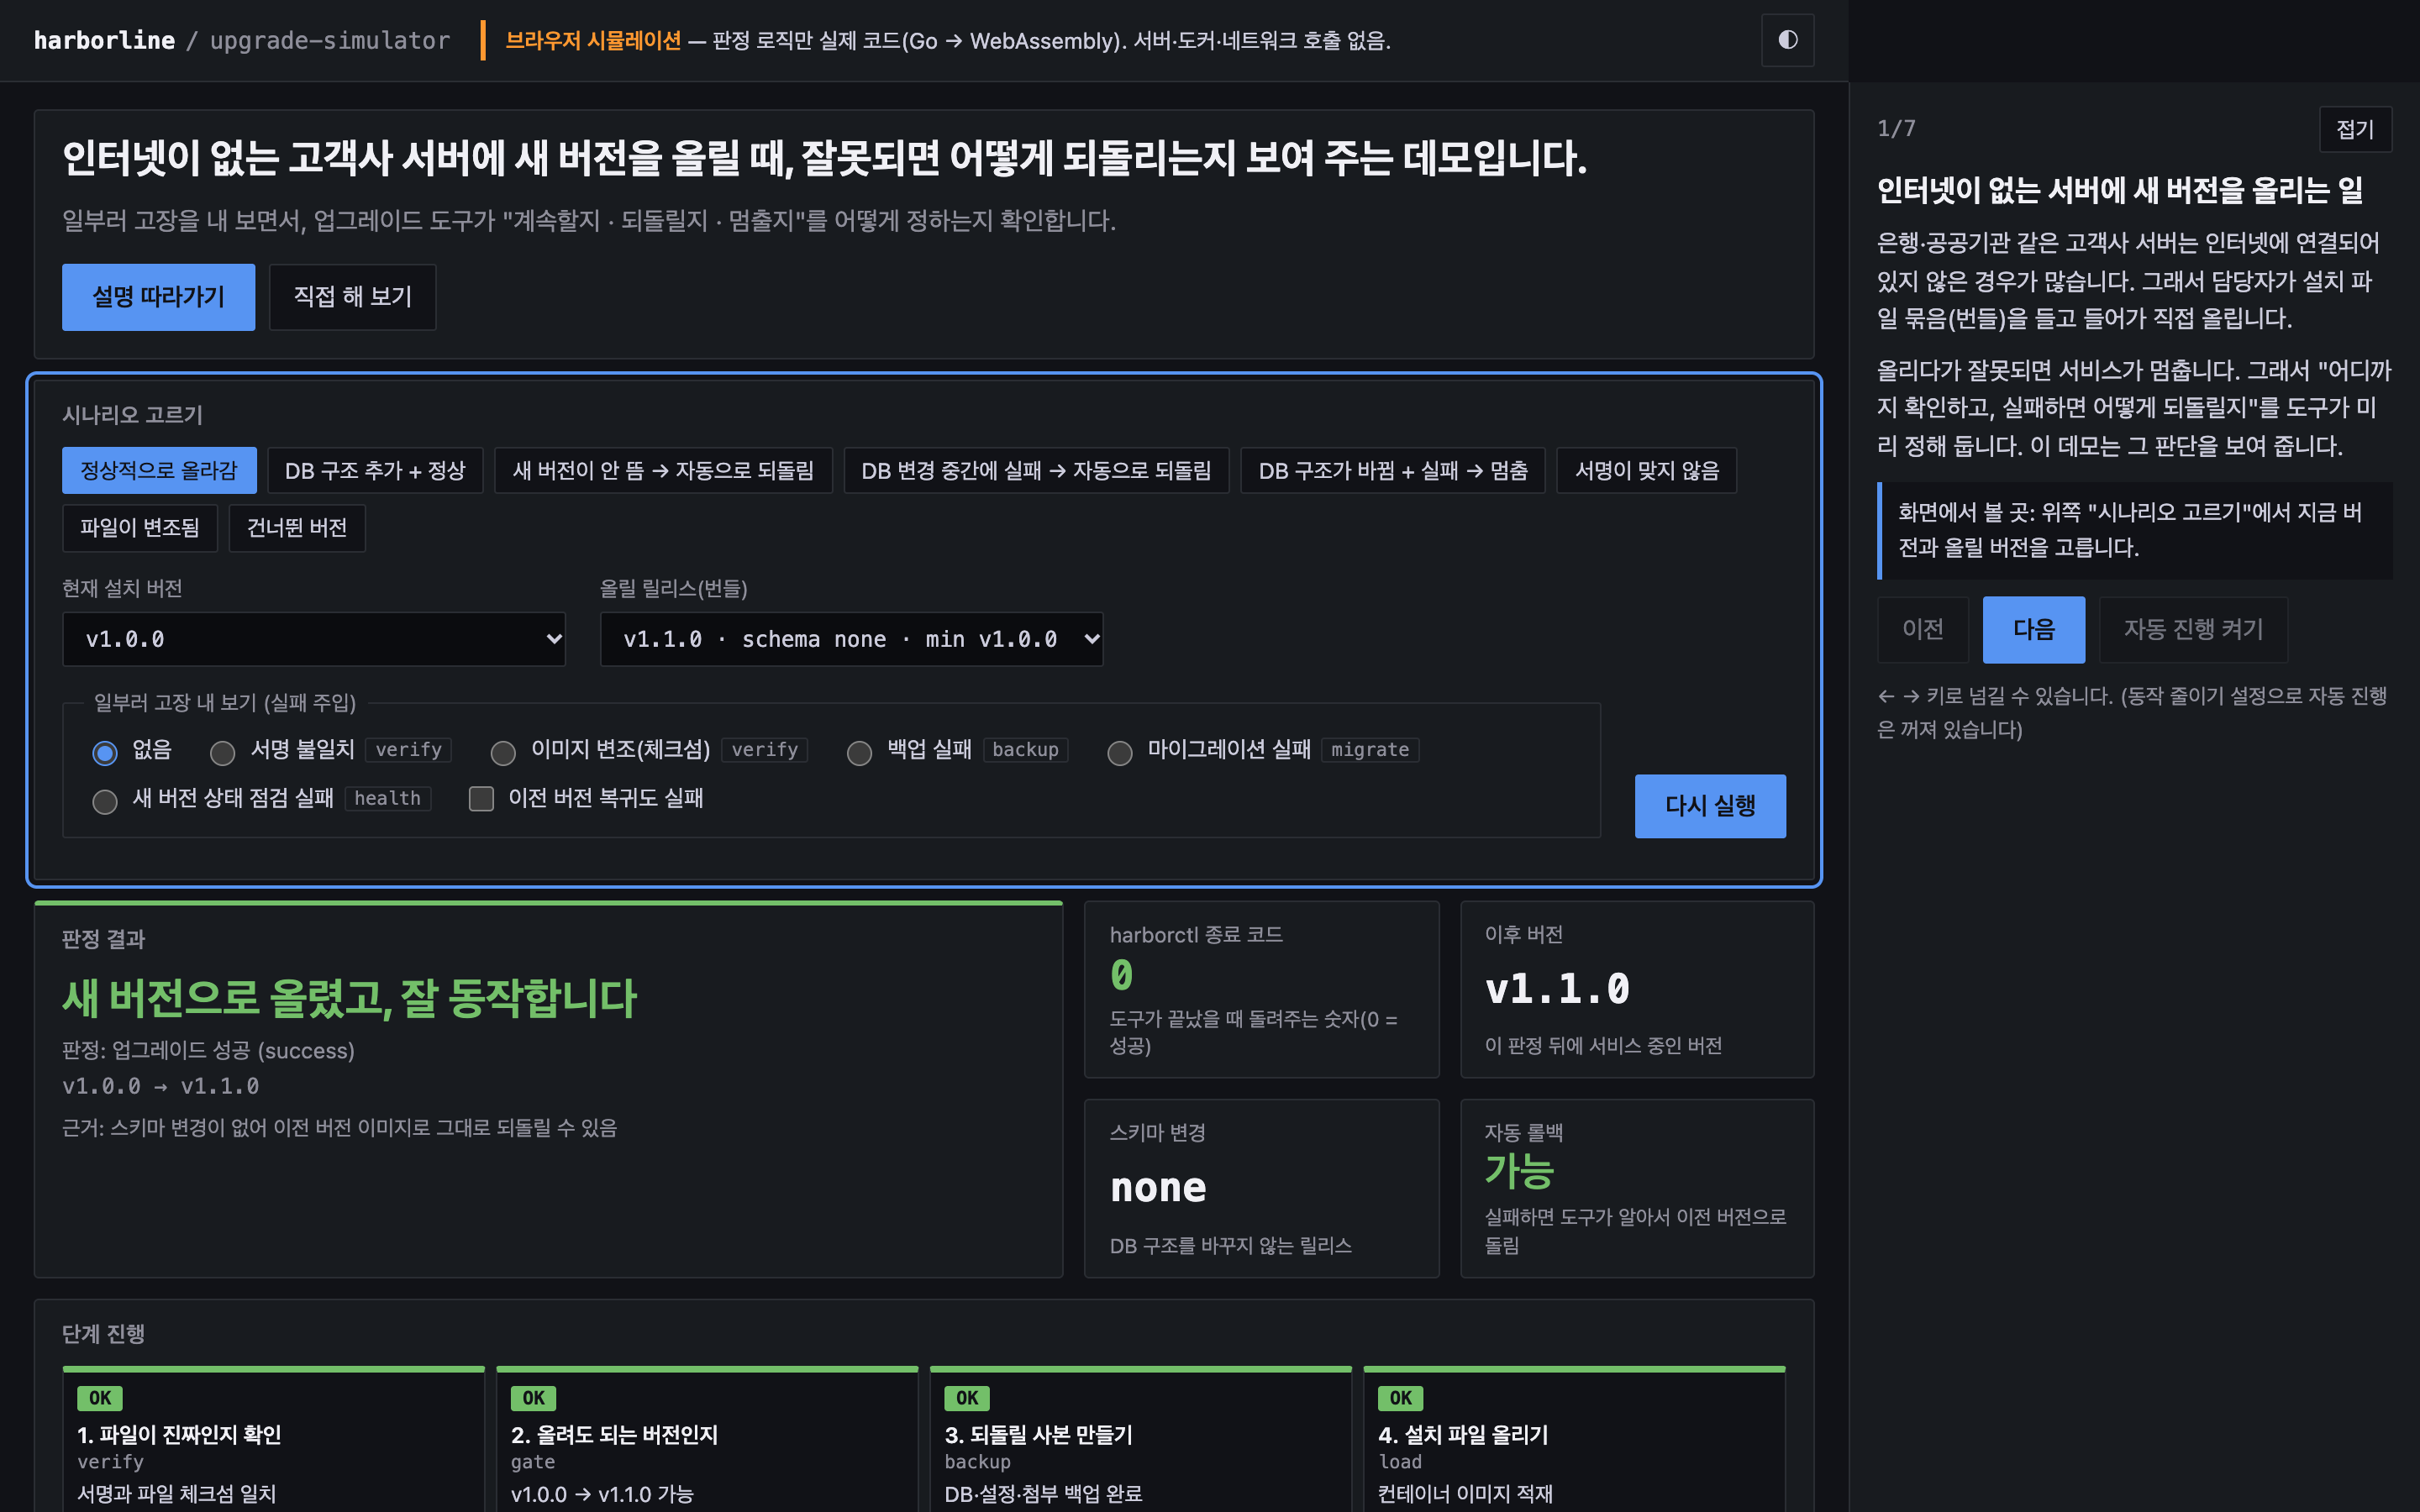 harborline / upgrade-simulator
브라우저 시뮬레이션 — 판정 로직만 실제 코드(Go → WebAssembly). 서버·도커·네트워크 호출 없음.
인터넷이 없는 고객사 서버에 새 버전을 올릴 때, 잘못되면 어떻게 되돌리는지 보여 주는 데모입니다.
일부러 고장을 내 보면서, 업그레이드 도구가 "계속할지 · 되돌릴지 · 멈출지"를 어떻게 정하는지 확인합니다.
설명 따라가기
직접 해 보기
시나리오 고르기
정상적으로 올라감
DB 구조 추가 + 정상
새 버전이 안 뜸 → 자동으로 되돌림
DB 변경 중간에 실패 → 자동으로 되돌림
DB 구조가 바뀜 + 실패 → 멈춤
서명이 맞지 않음
파일이 변조됨
건너뛴 버전
현재 설치 버전
올릴 릴리스(번들)
v1.0.0
v1.1.0 · schema none · min v1.0.0
일부러 고장 내 보기 (실패 주입)
없음
서명 불일치 verify
이미지 변조(체크섬) verify
백업 실패 backup
마이그레이션 실패 migrate
새 버전 상태 점검 실패 health
이전 버전 복귀도 실패
다시 실행
판정 결과
새 버전으로 올렸고, 잘 동작합니다
판정: 업그레이드 성공 (success)
v1.0.0 → v1.1.0
근거: 스키마 변경이 없어 이전 버전 이미지로 그대로 되돌릴 수 있음
harborctl 종료 코드
0
도구가 끝났을 때 돌려주는 숫자(0 =
성공)
이후 버전
v1.1.0
이 판정 뒤에 서비스 중인 버전
스키마 변경
none
DB 구조를 바꾸지 않는 릴리스
자동 롤백
가능
실패하면 도구가 알아서 이전 버전으로
돌림
단계 진행
OK
1. 파일이 진짜인지 확인
verify
서명과 파일 체크섬 일치
OK
2. 올려도 되는 버전인지
gate
v1.0.0 → v1.1.0 가능
OK
3. 되돌릴 사본 만들기
backup
DB·설정·첨부 백업 완료
OK
4. 설치 파일 올리기
load
컨테이너 이미지 적재
1/7
접기
인터넷이 없는 서버에 새 버전을 올리는 일
은행·공공기관 같은 고객사 서버는 인터넷에 연결되어
있지 않은 경우가 많습니다. 그래서 담당자가 설치 파
일 묶음(번들)을 들고 들어가 직접 올립니다.
올리다가 잘못되면 서비스가 멈춥니다. 그래서 "어디까
지 확인하고, 실패하면 어떻게 되돌릴지"를 도구가 미
리 정해 둡니다. 이 데모는 그 판단을 보여 줍니다.
화면에서 볼 곳: 위쪽 "시나리오 고르기"에서 지금 버
전과 올릴 버전을 고릅니다.
이전
다음
자동 진행 켜기
← → 키로 넘길 수 있습니다. (동작 줄이기 설정으로 자동 진행
은 꺼져 있습니다)